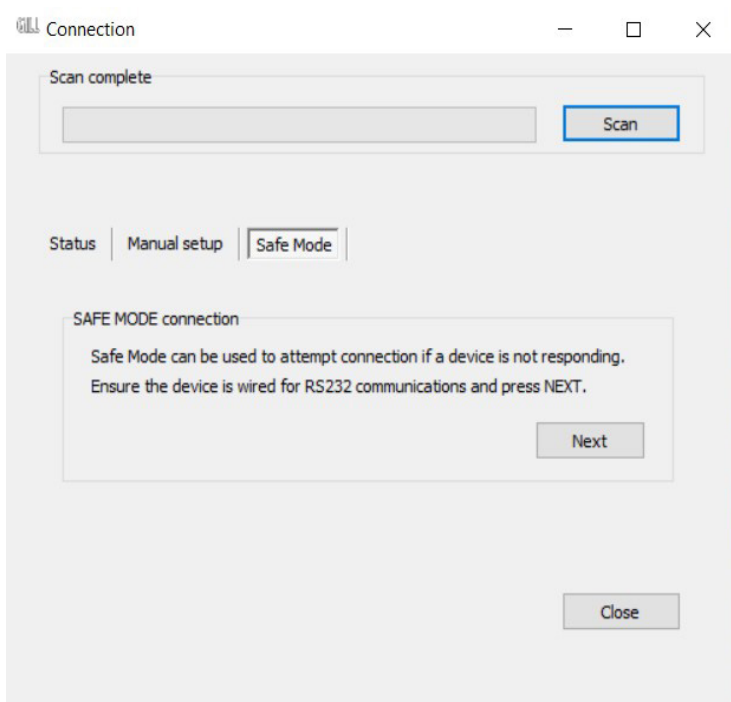 GILL Connection
Scan complete
Scan
Status Manual setup Safe Mode
SAFE MODE connection
Safe Mode can be used to attempt connection if a device is not responding.
Ensure the device is wired for RS232 communications and press NEXT.
Next
Close